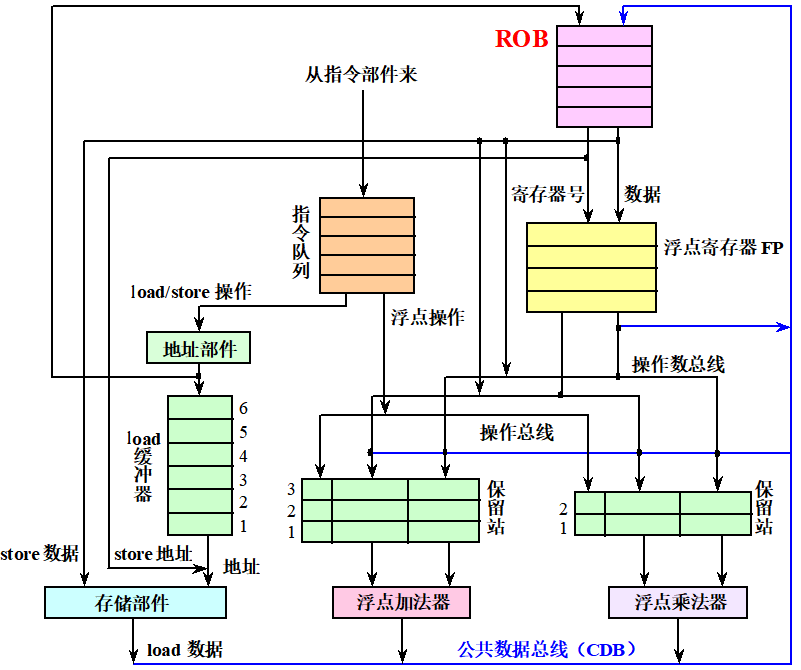 ROB
从指令部件来
寄存器号
数据
指令队列
浮点寄存器 FP
load/store 操作
浮点操作
地址部件
操作数总线
load缓冲器
6
5
4
3
2
1
操作总线
3
2
1
保留站
2
1
保留站
store 数据
store 地址
地址
存储部件
浮点加法器
浮点乘法器
load 数据
公共数据总线（CDB）